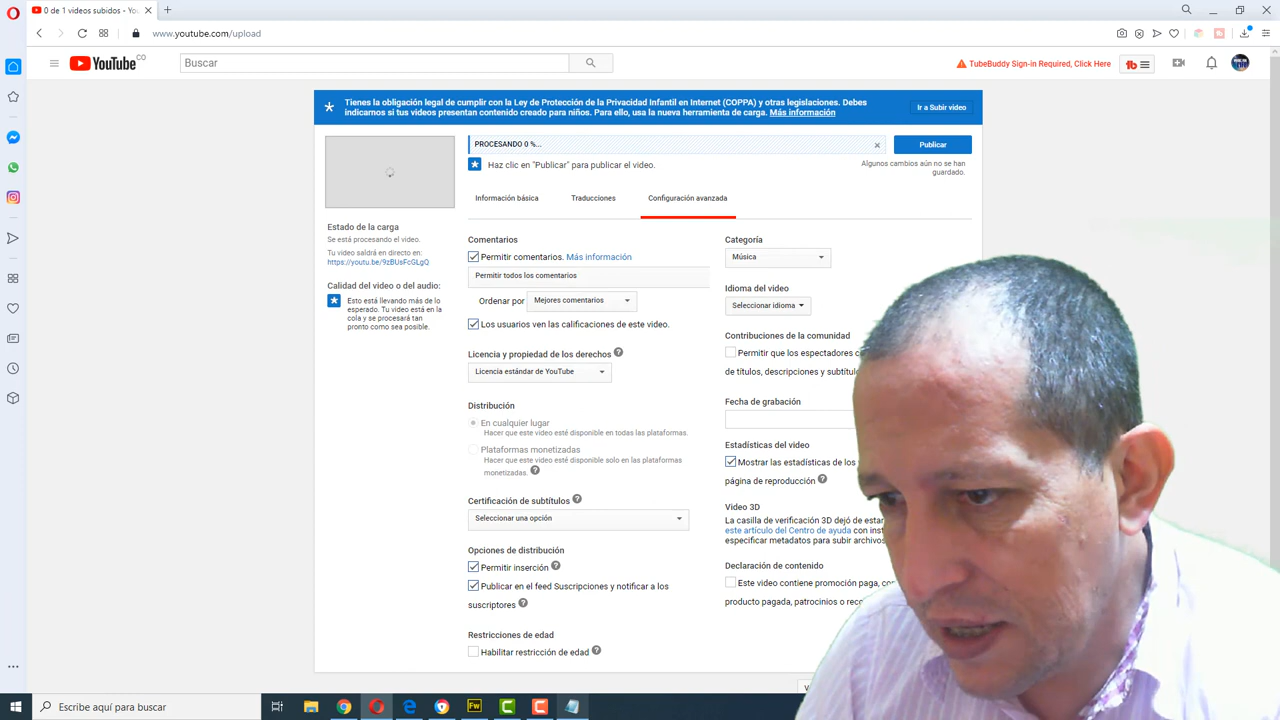 0 de 1 videos subidos - You
www.youtube.com/upload
YouTube CO
Buscar
TubeBuddy Sign-in Required, Click Here
tb
Tienes la obligación legal de cumplir con la Ley de Protección de la Privacidad Infantil en Internet (COPPA) y otras legislaciones. Debes
indicarnos si tus videos presentan contenido creado para niños. Para ello, usa la nueva herramienta de carga. Más información
Ir a Subir video
PROCESANDO 0 %...
Publicar
Haz clic en "Publicar" para publicar el video.
Algunos cambios aún no se han
guardado.
Información básica
Traducciones
Configuración avanzada
Estado de la carga
Se está procesando el video.
Tu video saldrá en directo en:
https://youtu.be/9zBUsFcGLgQ
Calidad del video o del audio:
Esto está llevando más de lo
esperado. Tu video está en la
cola y se procesará tan
pronto como sea posible.
Comentarios
Permitir comentarios. Más información
Permitir todos los comentarios
Ordenar por Mejores comentarios
Los usuarios ven las calificaciones de este video.
Licencia y propiedad de los derechos
Licencia estándar de YouTube
Distribución
En cualquier lugar
Hacer que este video esté disponible en todas las plataformas.
Plataformas monetizadas
Hacer que este video esté disponible solo en las plataformas
monetizadas.
Certificación de subtítulos
Seleccionar una opción
Opciones de distribución
Permitir inserción
Publicar en el feed Suscripciones y notificar a los
suscriptores
Restricciones de edad
Habilitar restricción de edad
Categoría
Música
Idioma del video
Seleccionar idioma
Contribuciones de la comunidad
Permitir que los espectadores
de títulos, descripciones y subtítul
Fecha de grabación
Estadísticas del video
Mostrar las estadísticas de los
página de reproducción
Video 3D
La casilla de verificación 3D dejó de esta
este artículo del Centro de ayuda con inst
especificar metadatos para subir archivos
Declaración de contenido
Este video contiene promoción paga, co
producto pagada, patrocinios o reco
V
Escribe aquí para buscar
Fw